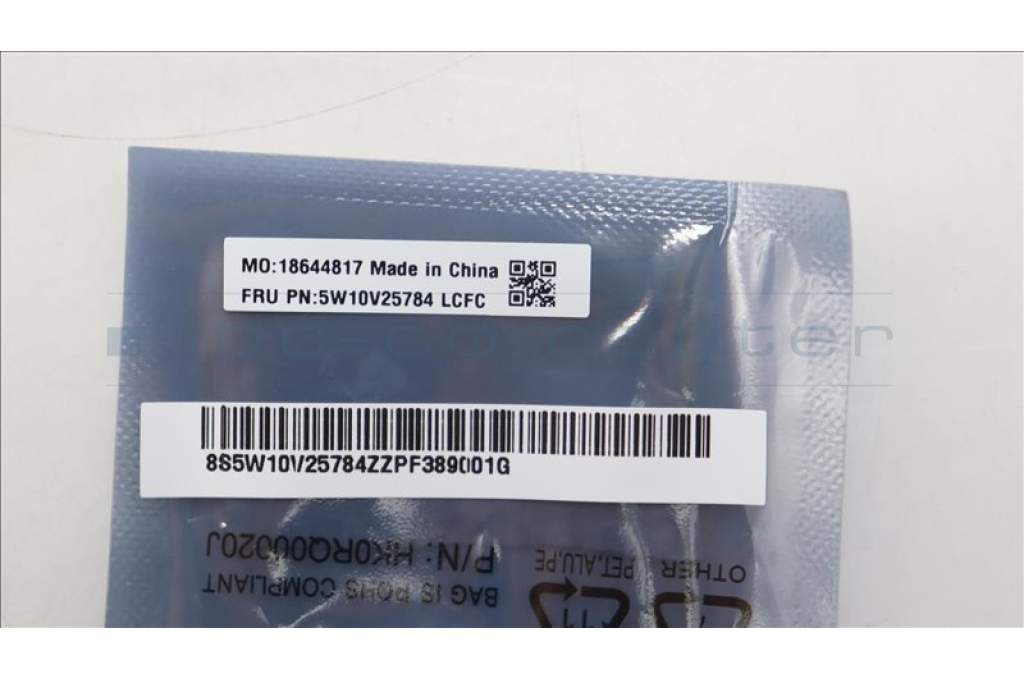 MO:18644817 Made in China
FRU PN:5W10V25784 LCFC
8S5W10V25784ZZPF389001G
P/N: HK0RQ00020J
BAG IS ROHS COMPLIANT
OTHER PET,ALU,PE